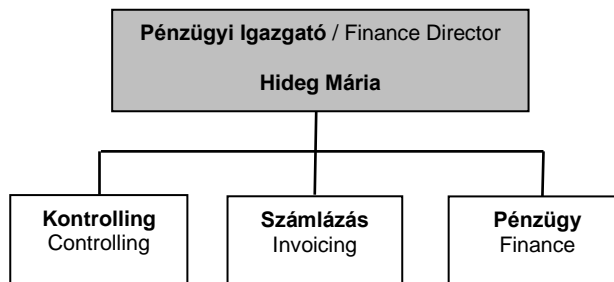 Pénzügyi Igazgató / Finance Director
Hideg Mária
Kontrolling
Controlling
Számlázás
Invoicing
Pénzügy
Finance